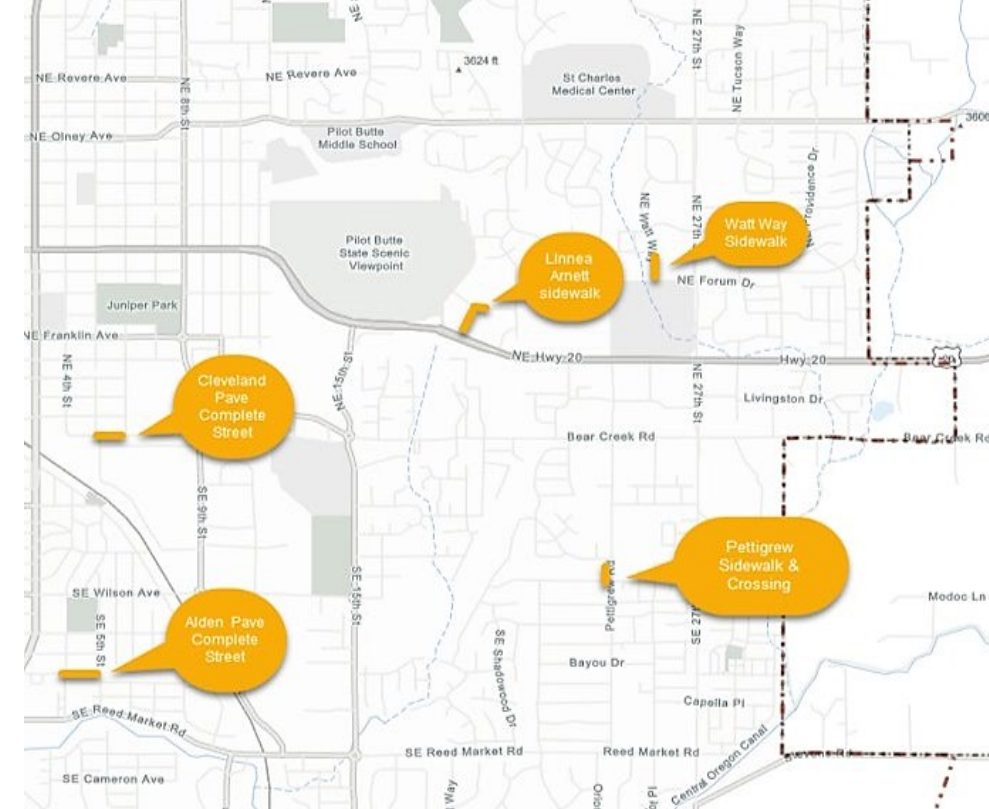 NE
NE 27th St
NE Tucson Way
3624 ft
NE Revere Ave
NE Revere Ave
St Charles
Medical Center
NE 8th St
3606
NE Olney Ave
Pilot Butte
Middle School
NE Providence Dr
NE Watt Way
NE 27th
Watt Way
Sidewalk
Pilot Butte
State Scenic
Viewpoint
Linnea
Arnett
sidewalk
NE Forum Dr
Juniper Park
NE Franklin Ave
NE Hwy 20
Hwy 20
20
NE 4th St
NE 15th St
NE 27th St
Cleveland
Pave
Complete
Street
Livingston Dr
Bear Creek Rd
Bear Creek Rd
SE 9th St
Pettigrew
Sidewalk &
Crossing
SE 15th St
Pettigrew Rd
SE Wilson Ave
Modoc Ln
SE 5th St
Alden Pave
Complete
Street
SE 27th
SE Shadowood Dr
Bayou Dr
Capella Pl
SE Reed Market Rd
SE Reed Market Rd
Reed Market Rd
Central Oregon Canal
Stevens Rd
SE Cameron Ave
Way